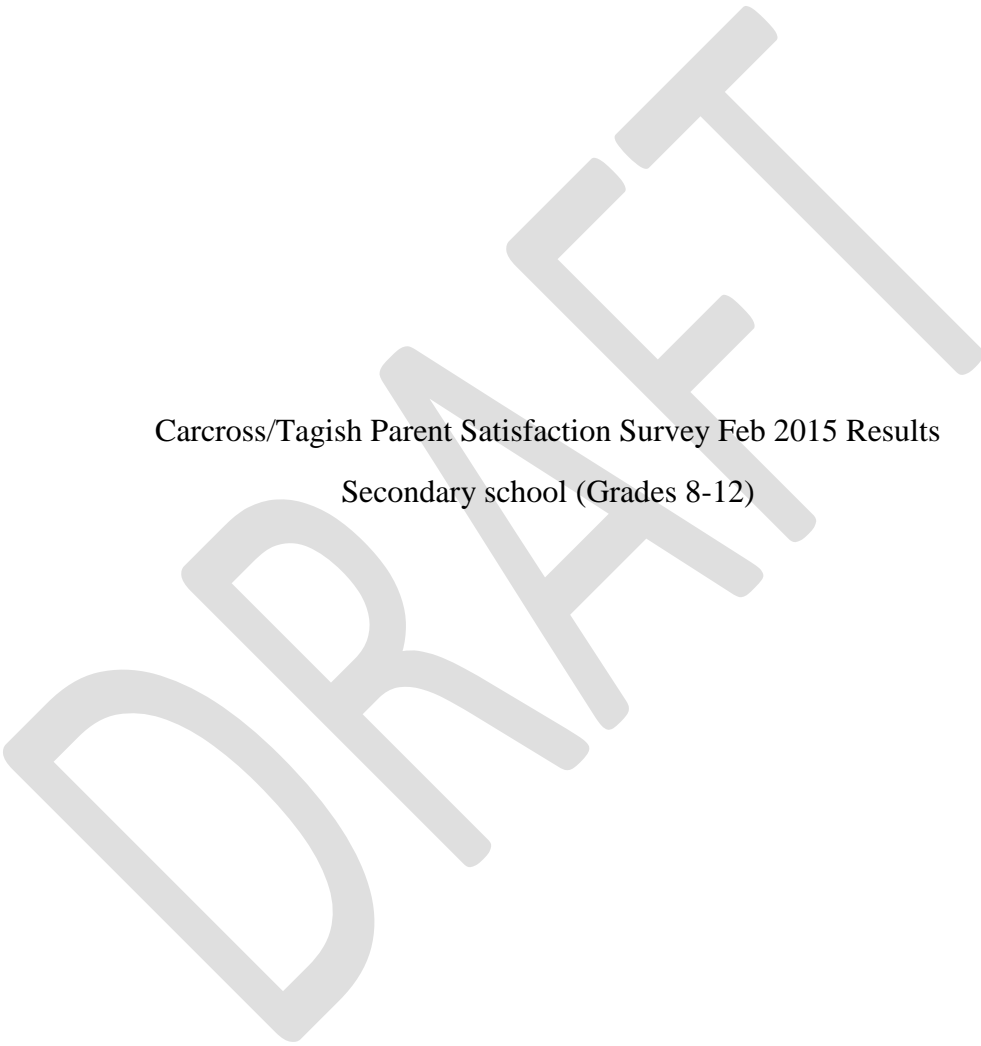 Carcross/Tagish Parent Satisfaction Survey Feb 2015 Results
Secondary school (Grades 8-12)
DRAFT